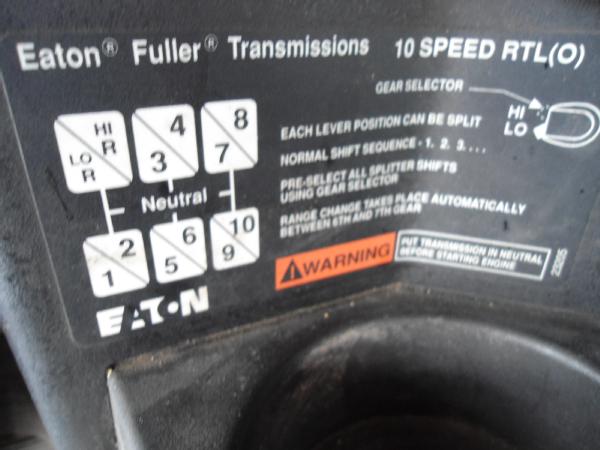 Eaton® Fuller® Transmissions 10 SPEED RTL(O)
GEAR SELECTOR
HI
LO
EACH LEVER POSITION CAN BE SPLIT
NORMAL SHIFT SEQUENCE - 1, 2, 3, . . .
PRE-SELECT ALL SPLITTER SHIFTS
USING GEAR SELECTOR
RANGE CHANGE TAKES PLACE AUTOMATICALLY
BETWEEN 6TH AND 7TH GEAR
HI R
LO R
4
3
8
7
Neutral
2
1
6
5
10
9
WARNING
PUT TRANSMISSION IN NEUTRAL
BEFORE STARTING ENGINE
EATON